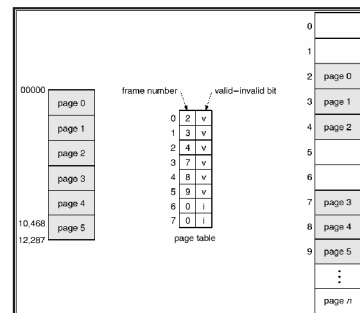 00000
page 0
page 1
page 2
page 3
page 4
page 5
10,468
12,287
frame number
valid–invalid bit
0 2 v
1 3 v
2 4 v
3 7 v
4 8 v
5 9 v
6 0 i
7 0 i
page table
0
1
2 page 0
3 page 1
4 page 2
5
6
7 page 3
8 page 4
9 page 5
page n